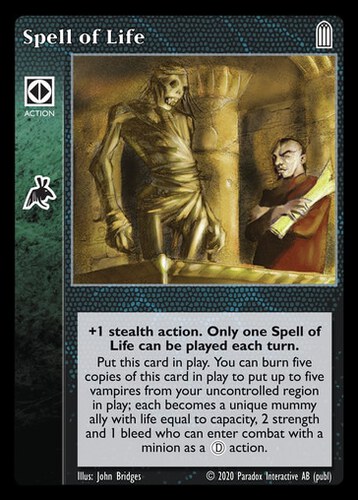 Spell of Life
ACTION
+1 stealth action. Only one Spell of
Life can be played each turn.
Put this card in play. You can burn five
copies of this card in play to put up to five
vampires from your uncontrolled region
in play; each becomes a unique mummy
ally with life equal to capacity, 2 strength
and 1 bleed who can enter combat with a
minion as a Ⓓ action.
Illus: John Bridges © 2020 Paradox Interactive AB (publ)